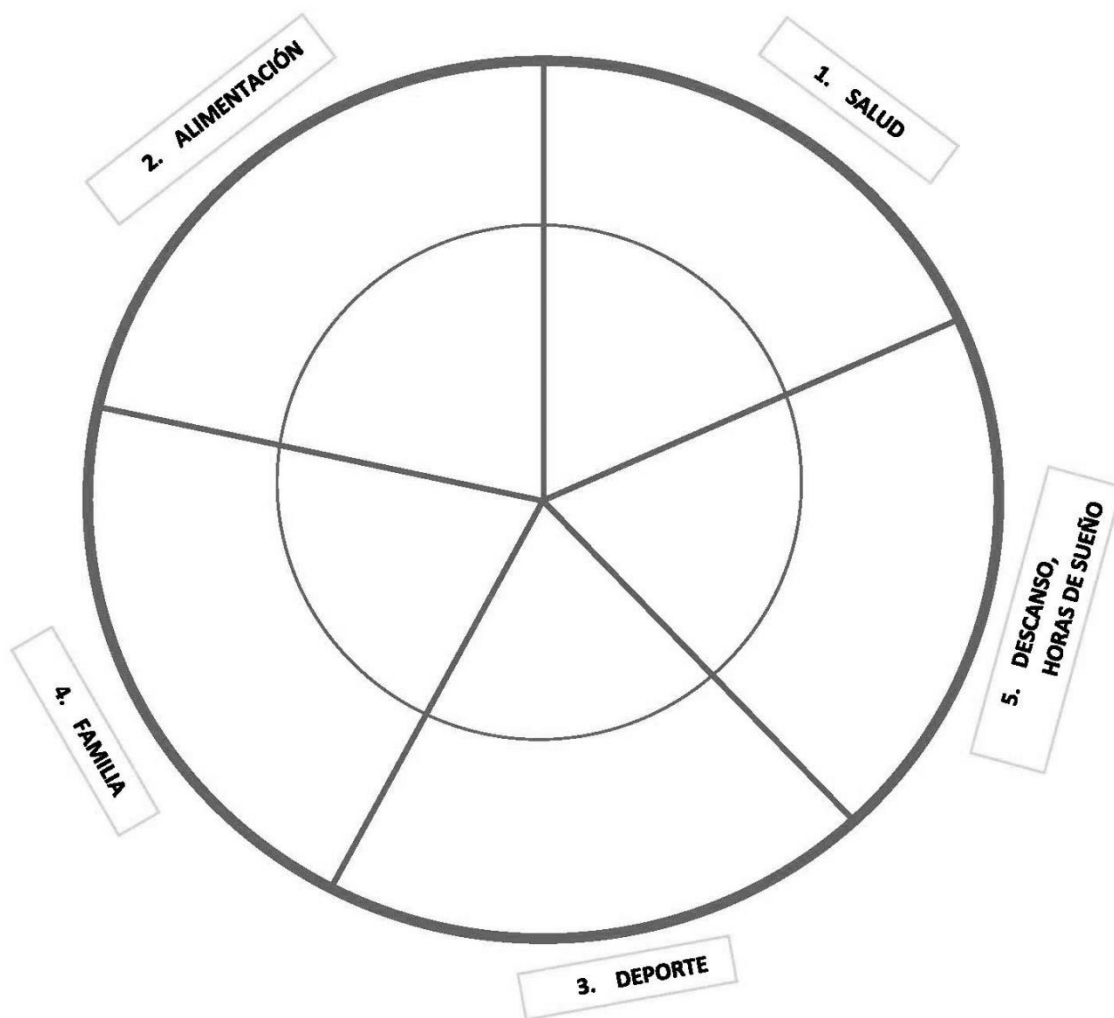 1. SALUD
2. ALIMENTACIÓN
3. DEPORTE
4. FAMILIA
5. DESCANSO,
HORAS DE SUEÑO